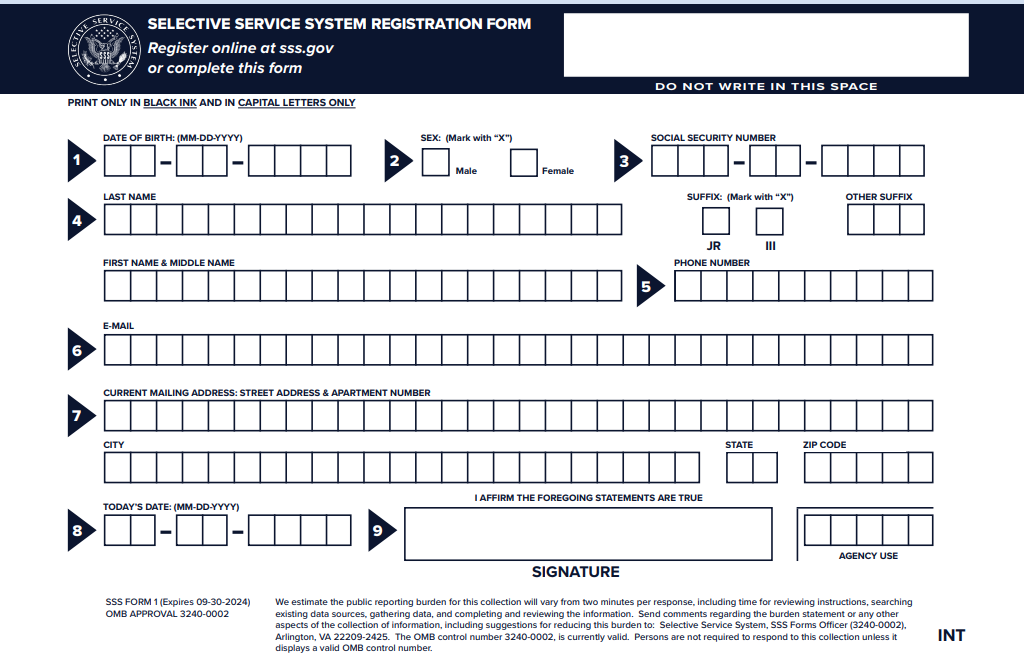 SELECTIVE SERVICE SYSTEM
SSS
SELECTIVE SERVICE SYSTEM REGISTRATION FORM
Register online at sss.gov
or complete this form
DO NOT WRITE IN THIS SPACE
PRINT ONLY IN BLACK INK AND IN CAPITAL LETTERS ONLY
1
DATE OF BIRTH: (MM-DD-YYYY)
2
SEX: (Mark with “X”)
Male
Female
3
SOCIAL SECURITY NUMBER
4
LAST NAME
SUFFIX: (Mark with “X”)
JR
III
OTHER SUFFIX
FIRST NAME & MIDDLE NAME
5
PHONE NUMBER
6
E-MAIL
7
CURRENT MAILING ADDRESS: STREET ADDRESS & APARTMENT NUMBER
CITY
STATE
ZIP CODE
8
TODAY'S DATE: (MM-DD-YYYY)
9
I AFFIRM THE FOREGOING STATEMENTS ARE TRUE
SIGNATURE
AGENCY USE
SSS FORM 1 (Expires 09-30-2024)
OMB APPROVAL 3240-0002
We estimate the public reporting burden for this collection will vary from two minutes per response, including time for reviewing instructions, searching
existing data sources, gathering data, and completing and reviewing the information. Send comments regarding the burden statement or any other
aspects of the collection of information, including suggestions for reducing this burden to: Selective Service System, SSS Forms Officer (3240-0002),
Arlington, VA 22209-2425. The OMB control number 3240-0002, is currently valid. Persons are not required to respond to this collection unless it
displays a valid OMB control number.
INT